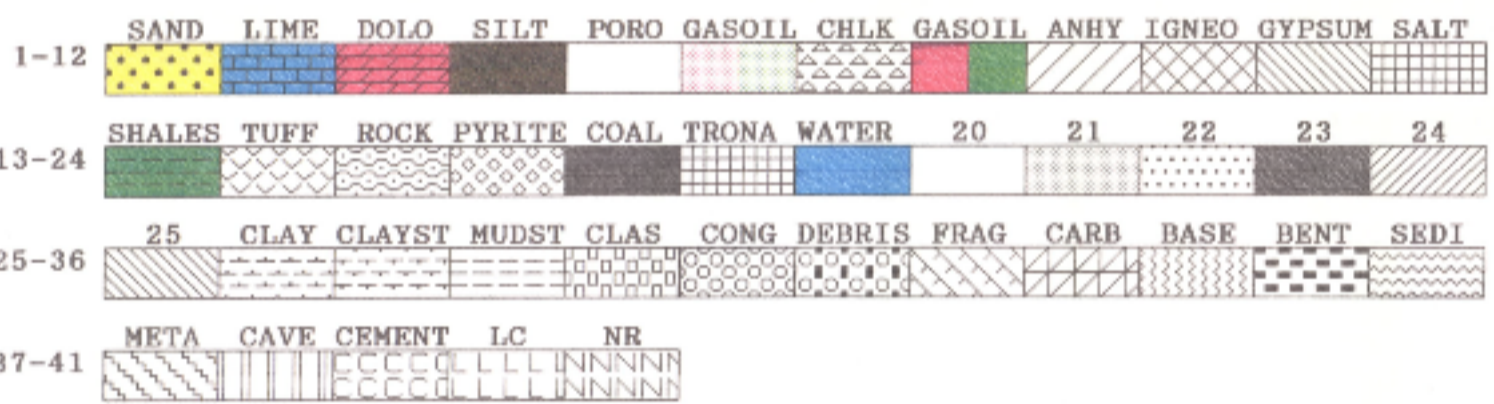 SAND LIME DOLO SILT PORO GASOIL CHLK GASOIL ANHY IGNEO GYPSUM SALT
1-12
SHALES TUFF ROCK PYRITE COAL TRONA WATER 20 21 22 23 24
13-24
25 CLAY CLAYST MUDST CLAS CONG DEBRIS FRAG CARB BASE BENT SEDI
25-36
META CAVE CEMENT LC NR
37-41